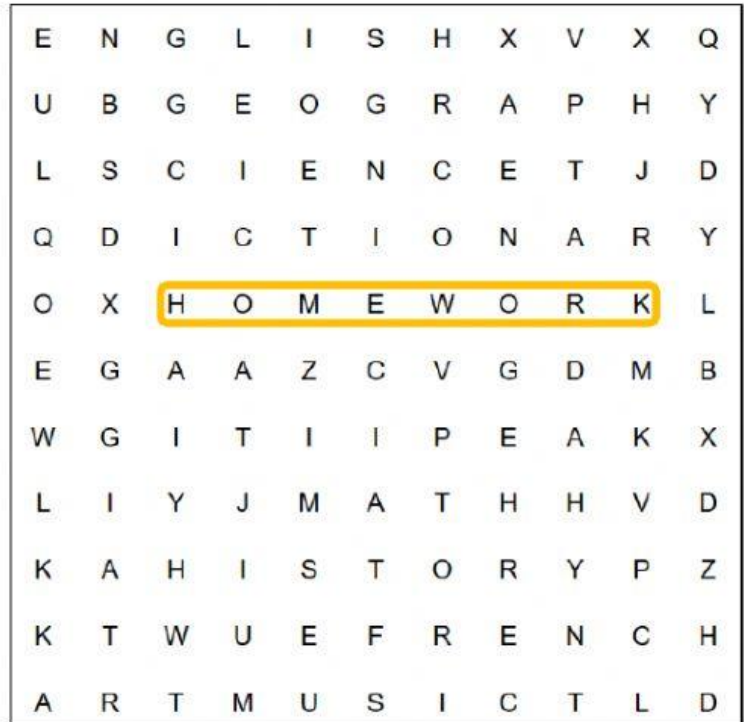 E N G L I S H X V X Q
U B G E O G R A P H Y
L S C I E N C E T J D
Q D I C T I O N A R Y
O X H O M E W O R K L
E G A A Z C V G D M B
W G I T I I P E A K X
L I Y J M A T H H V D
K A H I S T O R Y P Z
K T W U E F R E N C H
A R T M U S I C T L D